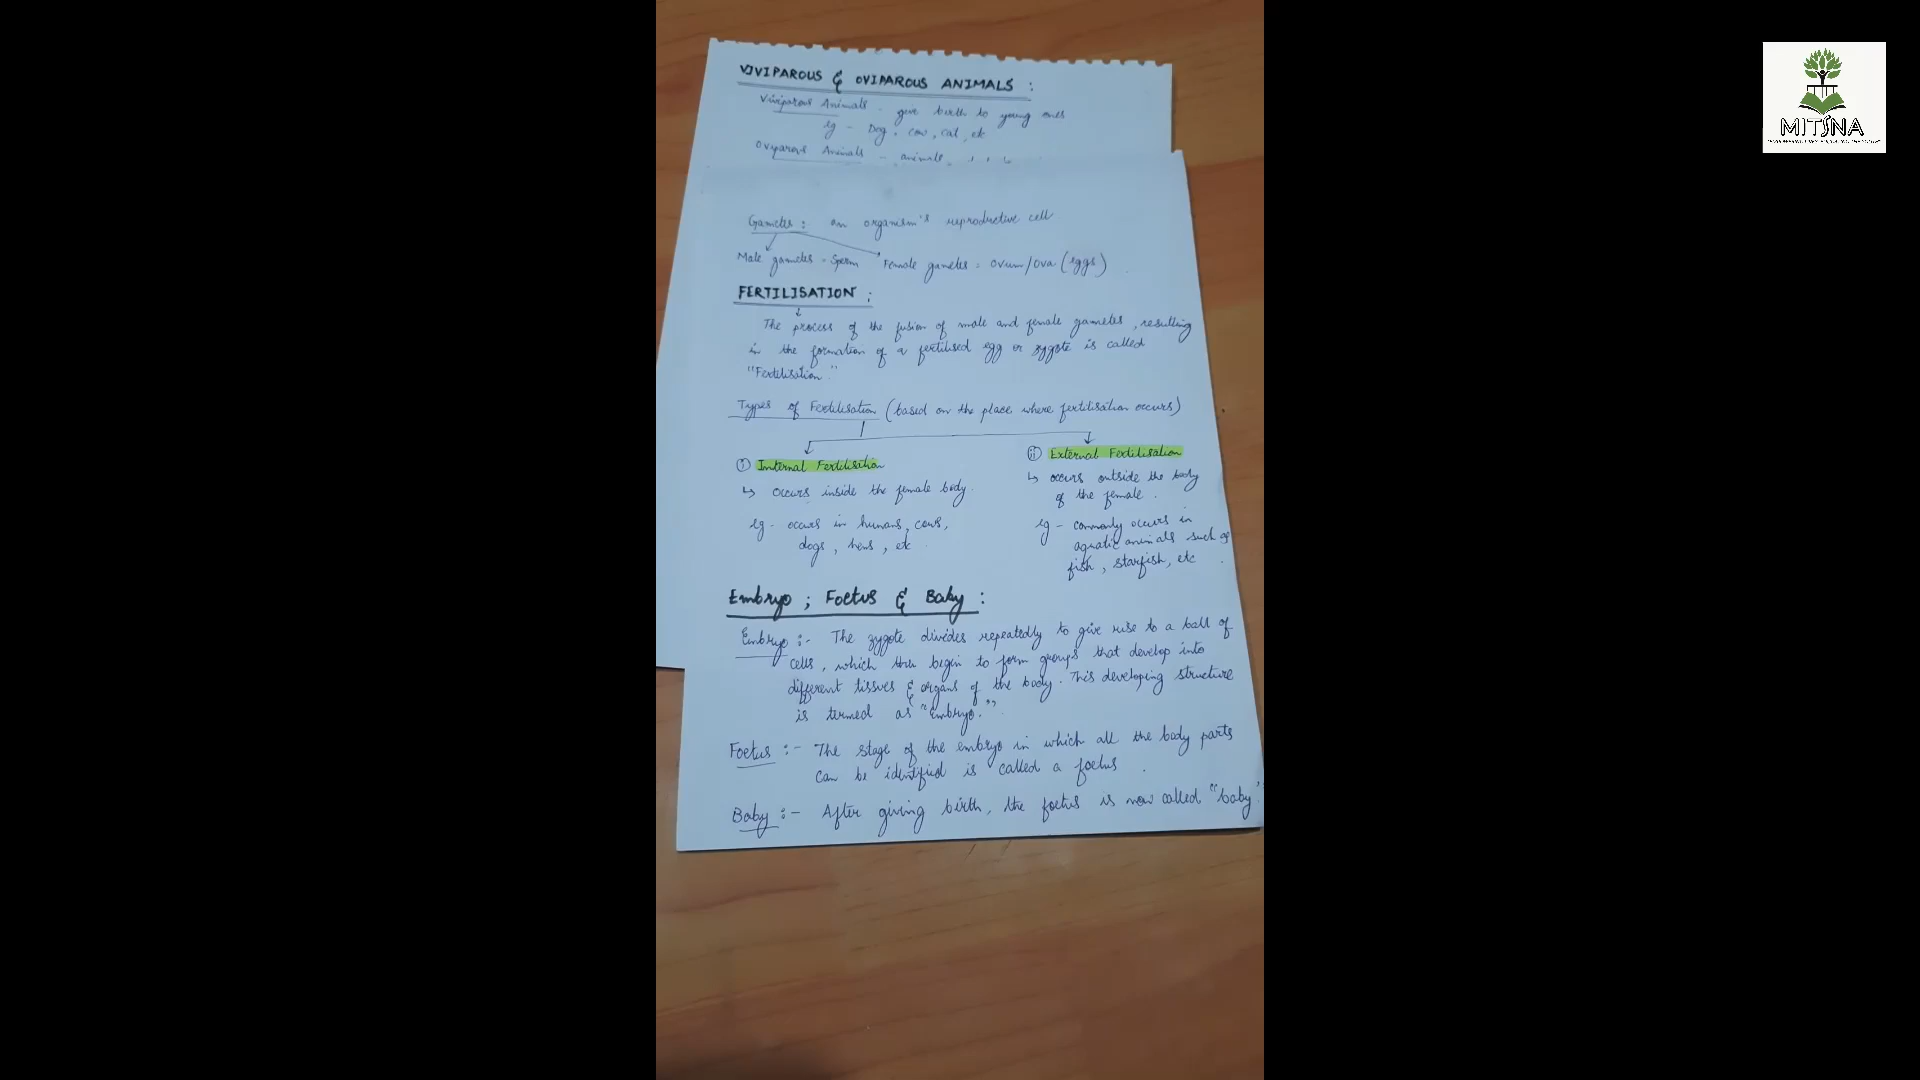 VIVIPAROUS & OVIPAROUS ANIMALS :
Viviparous Animals - give birth to young ones
eg - Dog, cow, cat, etc
Oviparous Animals - animals
Gametes : an organism's reproductive cell
Male gametes - Sperm Female gametes = Ovum/Ova (eggs)
FERTILISATION :
The process of the fusion of male and female gametes, resulting
in the formation of a fertilised egg or zygote is called
"Fertilisation."
Types of Fertilisation (based on the place where fertilisation occurs)
(i) Internal Fertilisation
↳ occurs inside the female body.
eg - occurs in humans, cows,
dogs, hens, etc.
(ii) External Fertilisation
↳ occurs outside the body
of the female.
eg - commonly occurs in
aquatic animals such as
fish, starfish, etc.
Embryo ; Foetus & Baby :
Embryo :- The zygote divides repeatedly to give rise to a ball of
cells, which then begin to form groups that develop into
different tissues & organs of the body. This developing structure
is termed as "embryo."
Foetus :- The stage of the embryo in which all the body parts
can be identified is called a foetus.
Baby :- After giving birth, the foetus is now called "baby."
MITSNA